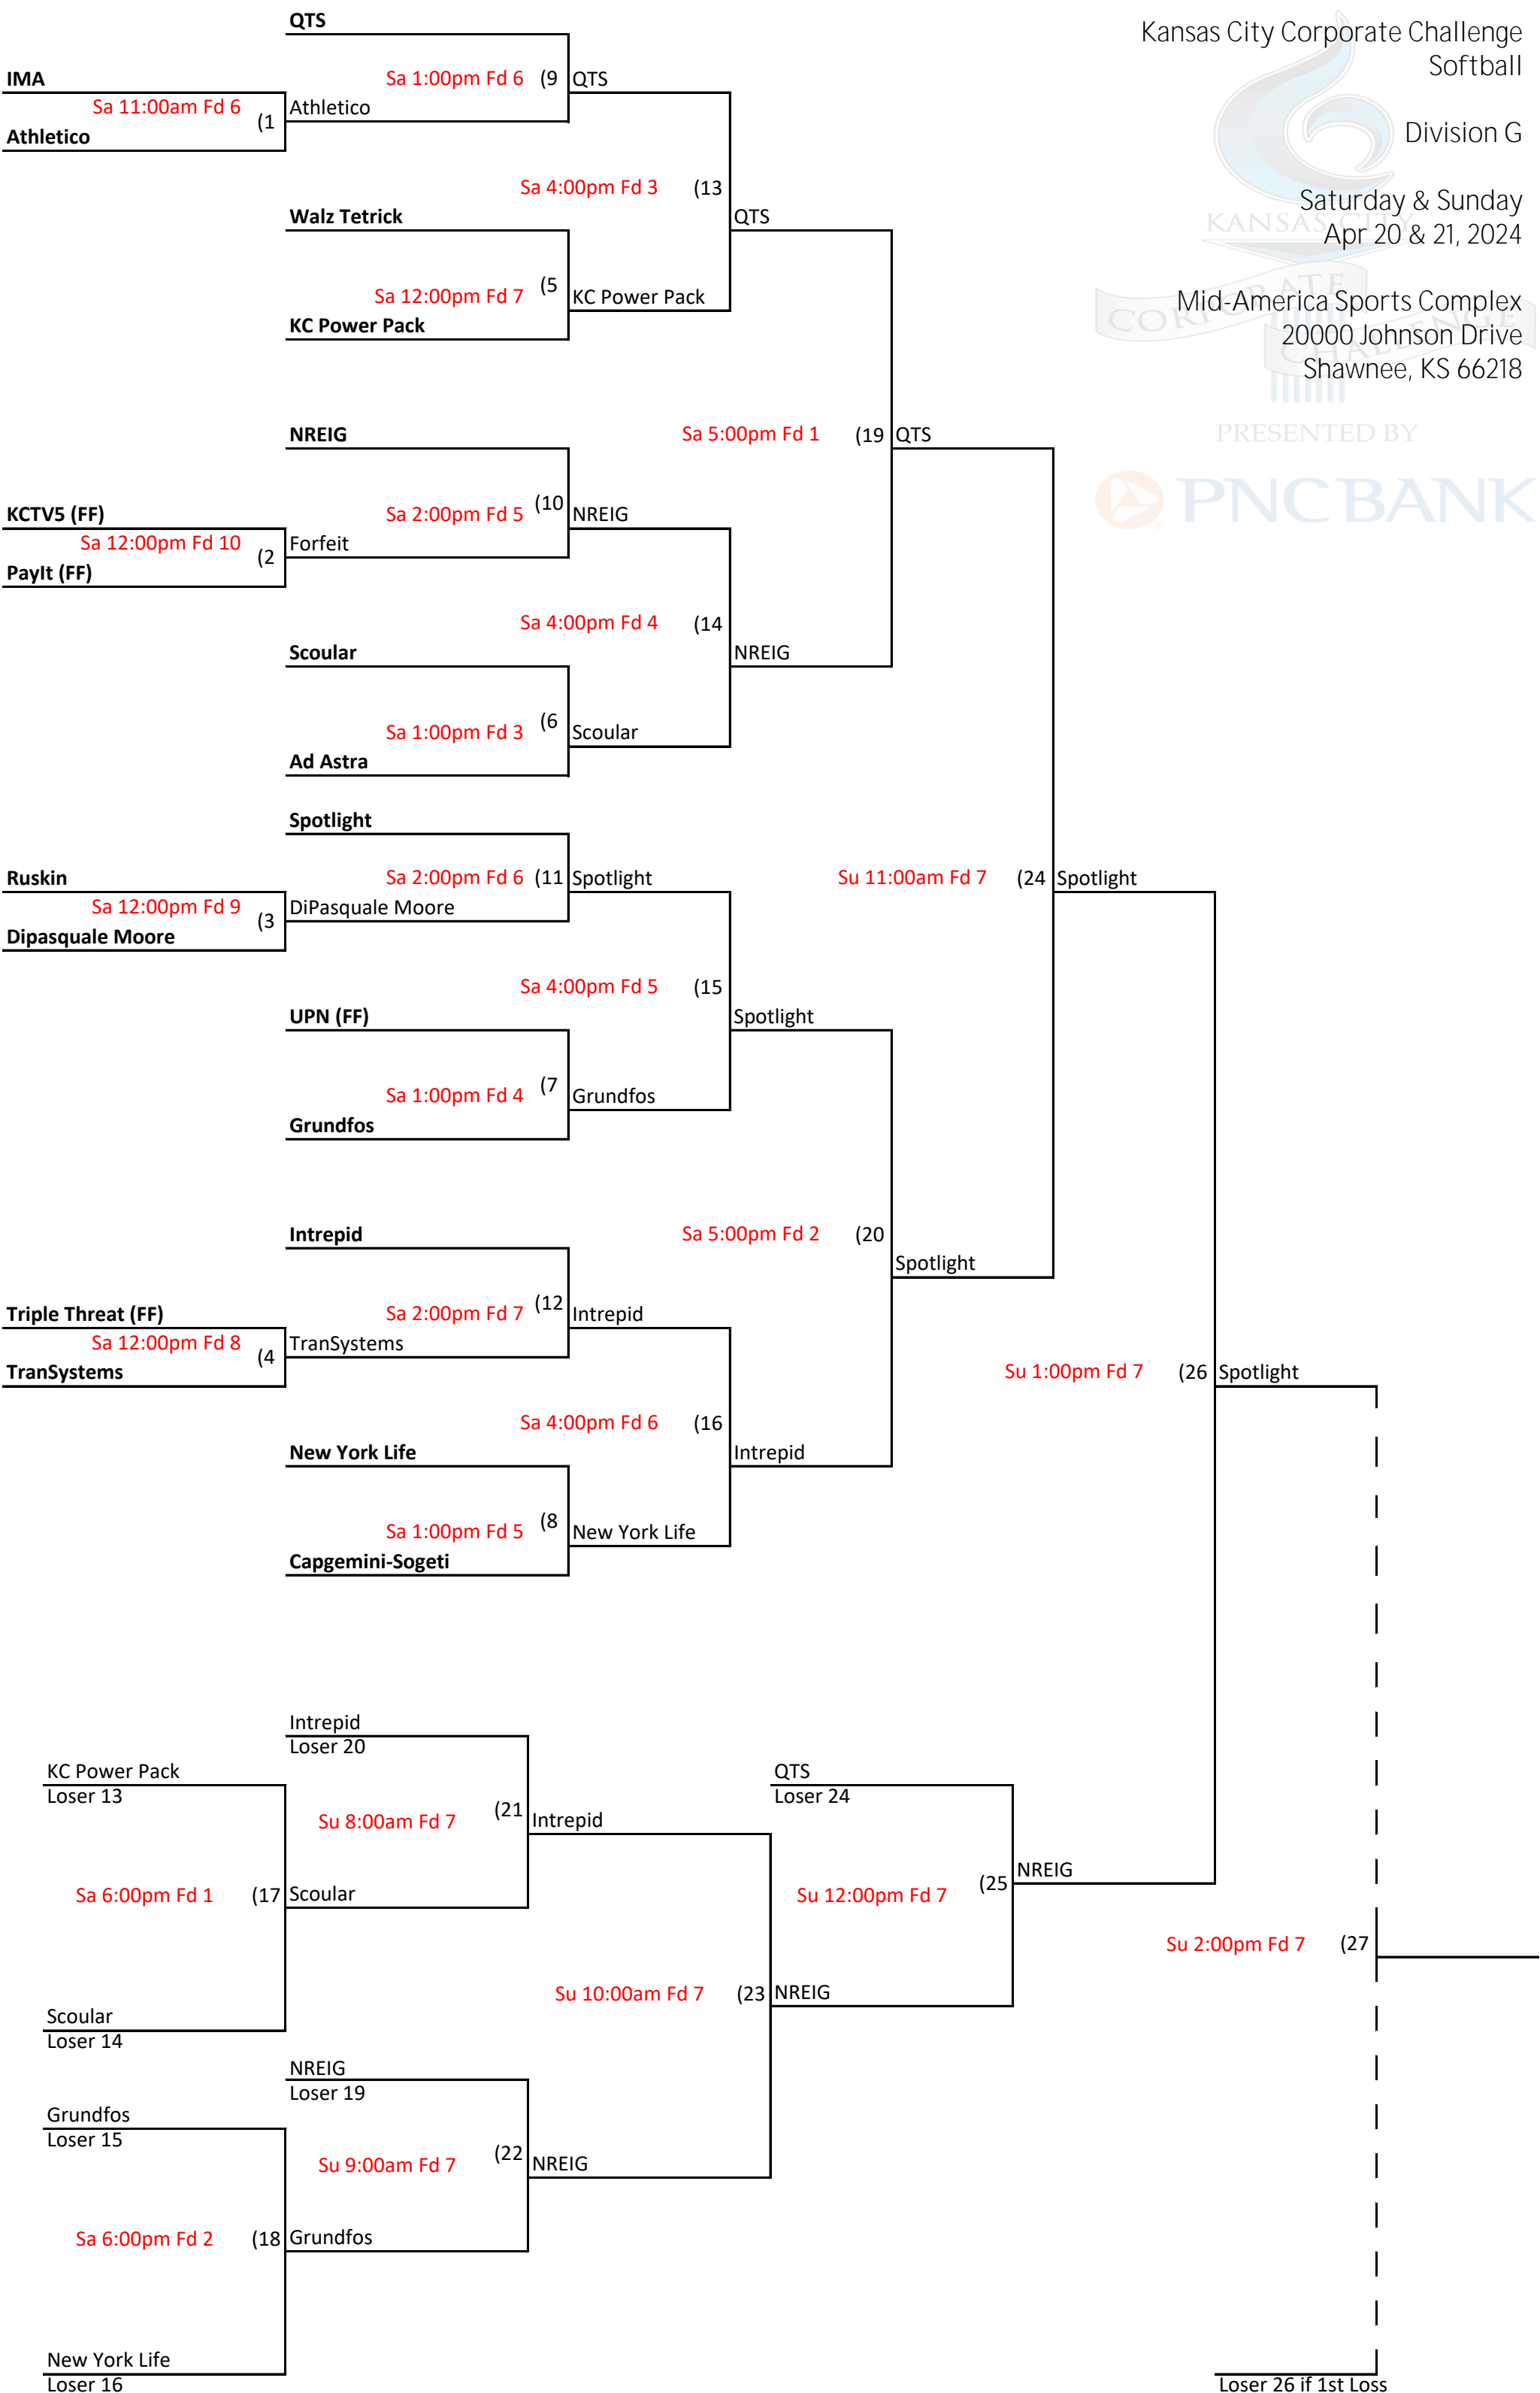 Kansas City Corporate Challenge
Softball
Division G
Saturday & Sunday
Apr 20 & 21, 2024
Mid-America Sports Complex
20000 Johnson Drive
Shawnee, KS 66218
KANSAS CITY
CORPORATE
CHALLENGE
PRESENTED BY
PNC BANK
QTS
IMA
Sa 1:00pm Fd 6 (9 QTS
Sa 11:00am Fd 6 (1 Athletico
Athletico
Sa 4:00pm Fd 3 (13
Walz Tetrick
QTS
Sa 12:00pm Fd 7 (5 KC Power Pack
KC Power Pack
NREIG
Sa 5:00pm Fd 1 (19 QTS
KCTV5 (FF)
Sa 2:00pm Fd 5 (10 NREIG
Sa 12:00pm Fd 10 (2 Forfeit
PayIt (FF)
Sa 4:00pm Fd 4 (14
Scoular
NREIG
Sa 1:00pm Fd 3 (6 Scoular
Ad Astra
Spotlight
Ruskin
Sa 2:00pm Fd 6 (11 Spotlight
Su 11:00am Fd 7 (24 Spotlight
Sa 12:00pm Fd 9 (3 DiPasquale Moore
Dipasquale Moore
Sa 4:00pm Fd 5 (15
UPN (FF)
Spotlight
Sa 1:00pm Fd 4 (7 Grundfos
Grundfos
Intrepid
Sa 5:00pm Fd 2 (20
Spotlight
Triple Threat (FF)
Sa 2:00pm Fd 7 (12 Intrepid
Sa 12:00pm Fd 8 (4 TranSystems
TranSystems
Su 1:00pm Fd 7 (26 Spotlight
Sa 4:00pm Fd 6 (16
New York Life
Intrepid
Sa 1:00pm Fd 5 (8 New York Life
Capgemini-Sogeti
Intrepid
Loser 20
KC Power Pack
Loser 13
QTS
Loser 24
Su 8:00am Fd 7 (21 Intrepid
Sa 6:00pm Fd 1 (17 Scoular
Su 12:00pm Fd 7 (25 NREIG
Su 2:00pm Fd 7 (27
Su 10:00am Fd 7 (23 NREIG
Scoular
Loser 14
NREIG
Loser 19
Grundfos
Loser 15
Su 9:00am Fd 7 (22 NREIG
Sa 6:00pm Fd 2 (18 Grundfos
New York Life
Loser 16
Loser 26 if 1st Loss